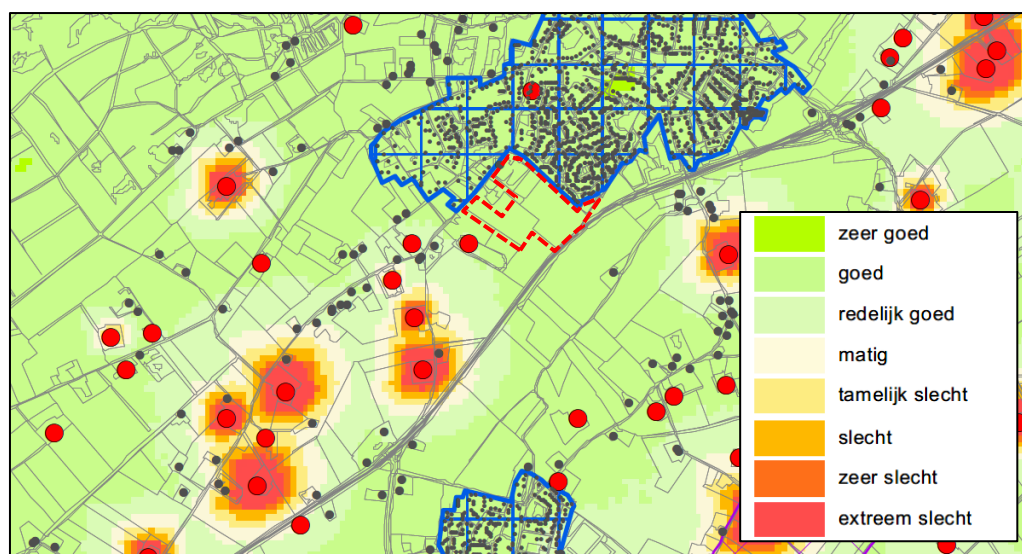 zeer goed
goed
redelijk goed
matig
tamelijk slecht
slecht
zeer slecht
extreem slecht